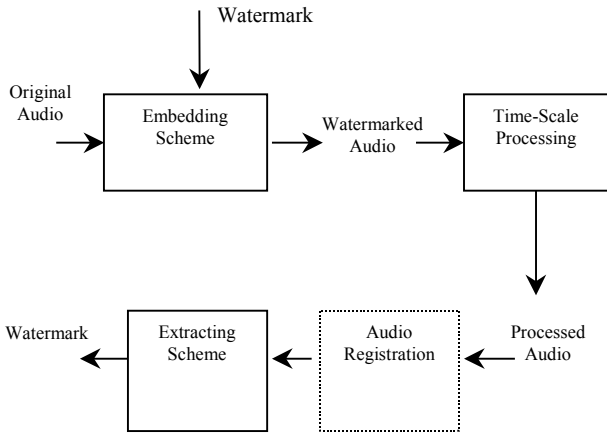 Watermark
Original
Audio
Embedding
Scheme
Watermarked
Audio
Time-Scale
Processing
Watermark
Extracting
Scheme
Audio
Registration
Processed
Audio